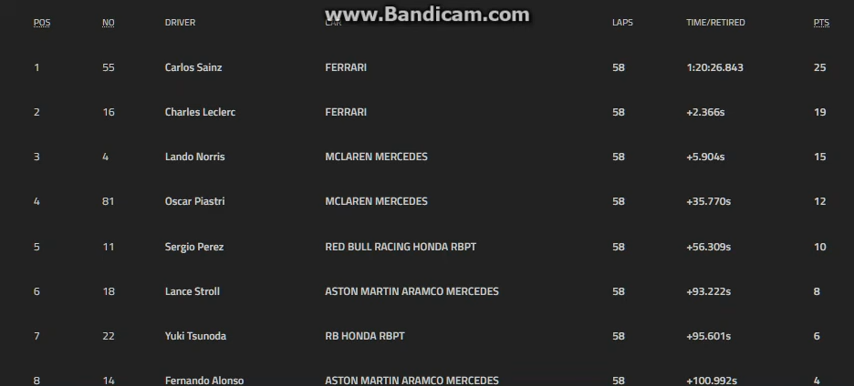 www.Bandicam.com
POS NO DRIVER LAPS TIME/RETIRED PTS
1 55 Carlos Sainz FERRARI 58 1:20:26.843 25
2 16 Charles Leclerc FERRARI 58 +2.366s 19
3 4 Lando Norris MCLAREN MERCEDES 58 +5.904s 15
4 81 Oscar Piastri MCLAREN MERCEDES 58 +35.770s 12
5 11 Sergio Perez RED BULL RACING HONDA RBPT 58 +56.309s 10
6 18 Lance Stroll ASTON MARTIN ARAMCO MERCEDES 58 +93.222s 8
7 22 Yuki Tsunoda RB HONDA RBPT 58 +95.601s 6
8 14 Fernando Alonso ASTON MARTIN ARAMCO MERCEDES 58 +100.992s 4